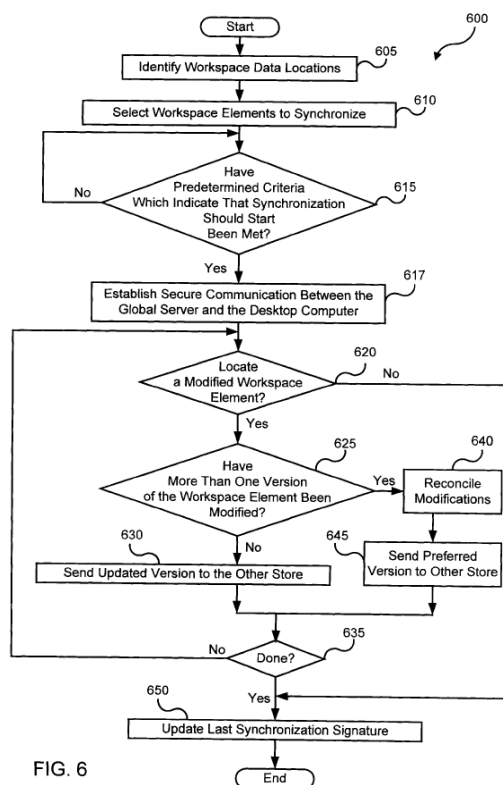 600
Start
605
Identify Workspace Data Locations
610
Select Workspace Elements to Synchronize
Have
Predetermined Criteria
Which Indicate That Synchronization
Should Start
Been Met?
615
No
Yes
617
Establish Secure Communication Between the
Global Server and the Desktop Computer
620
Locate
a Modified Workspace
Element?
No
Yes
625
Have
More Than One Version
of the Workspace Element Been
Modified?
Yes
640
Reconcile
Modifications
No
630
Send Updated Version to the Other Store
645
Send Preferred
Version to Other Store
635
Done?
No
Yes
650
Update Last Synchronization Signature
End
FIG. 6